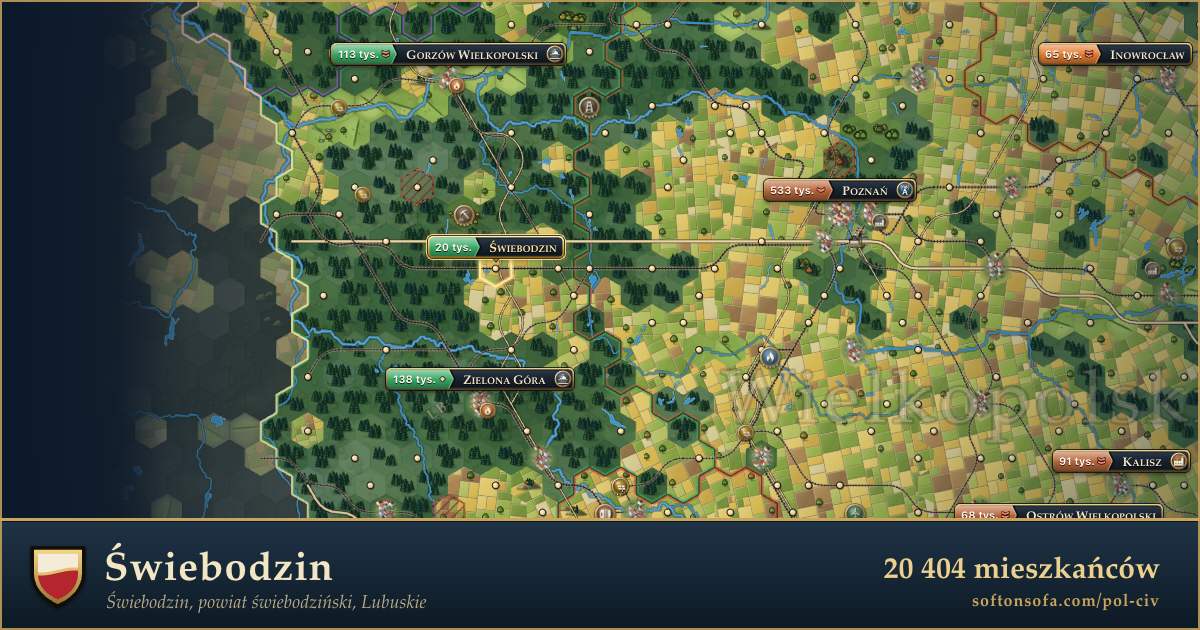 113 tys. Gorzów Wielkopolski
65 tys. Inowrocław
533 tys. Poznań
20 tys. Świebodzin
138 tys. Zielona Góra
Wielkopolsk
91 tys. Kalisz
68 tys. Ostrów Wielkopolski
Świebodzin
20 404 mieszkańców
Świebodzin, powiat świebodziński, Lubuskie
softonsofa.com/pol-civ